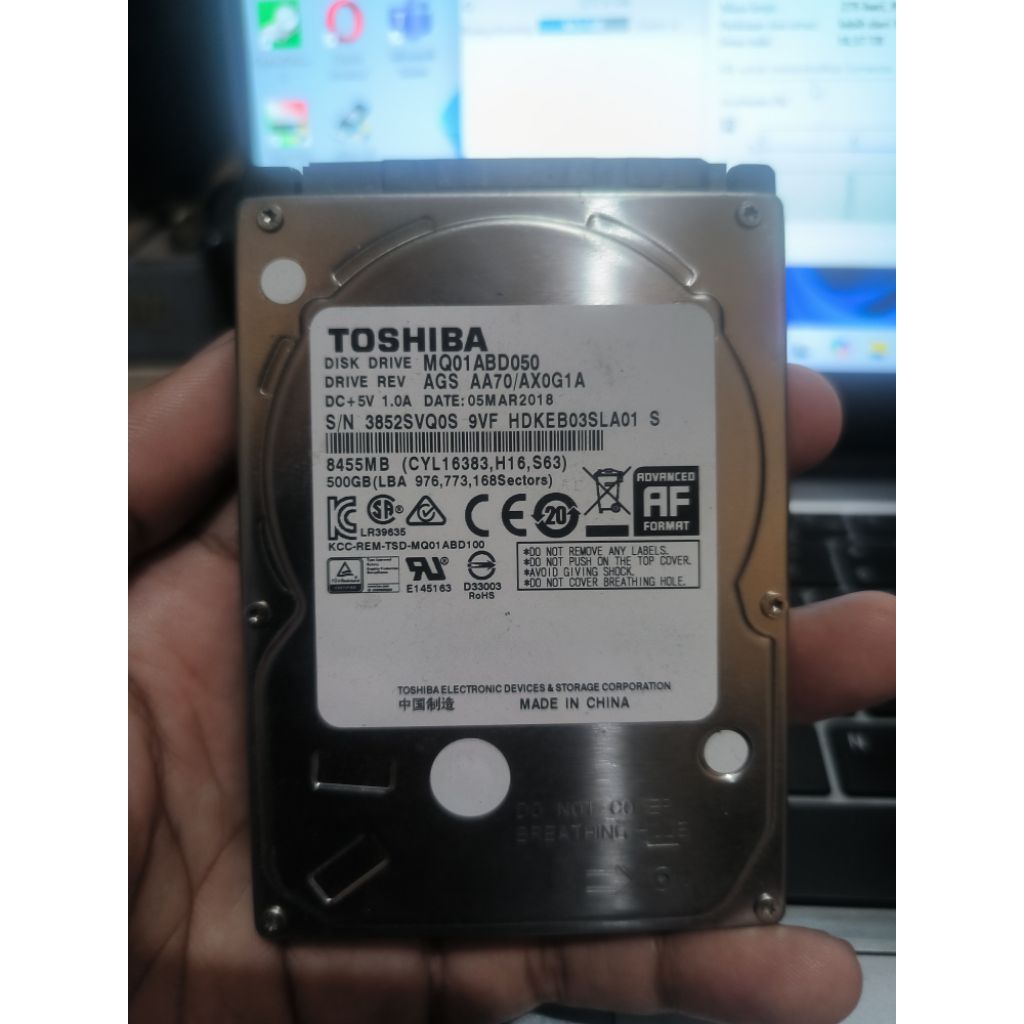 TOSHIBA
DISK DRIVE MQ01ABD050
DRIVE REV AGS AA70/AX0G1A
DC+5V 1.0A DATE:05MAR2018
S/N 3852SVQ0S 9VF HDKEB03SLA01 S
8455MB (CYL16383,H16,S63)
500GB(LBA 976,773,168Sectors)
ADVANCED
AF
FORMAT
LR39635
20
KCC-REM-TSD-MQ01ABD100
E145163
D33003
RoHS
*DO NOT REMOVE ANY LABELS.
*DO NOT PUSH ON THE TOP COVER.
*AVOID GIVING SHOCK.
*DO NOT COVER BREATHING HOLE.
TOSHIBA ELECTRONIC DEVICES & STORAGE CORPORATION
中国制造 MADE IN CHINA
DO NOT COVER
BREATHING HOLE